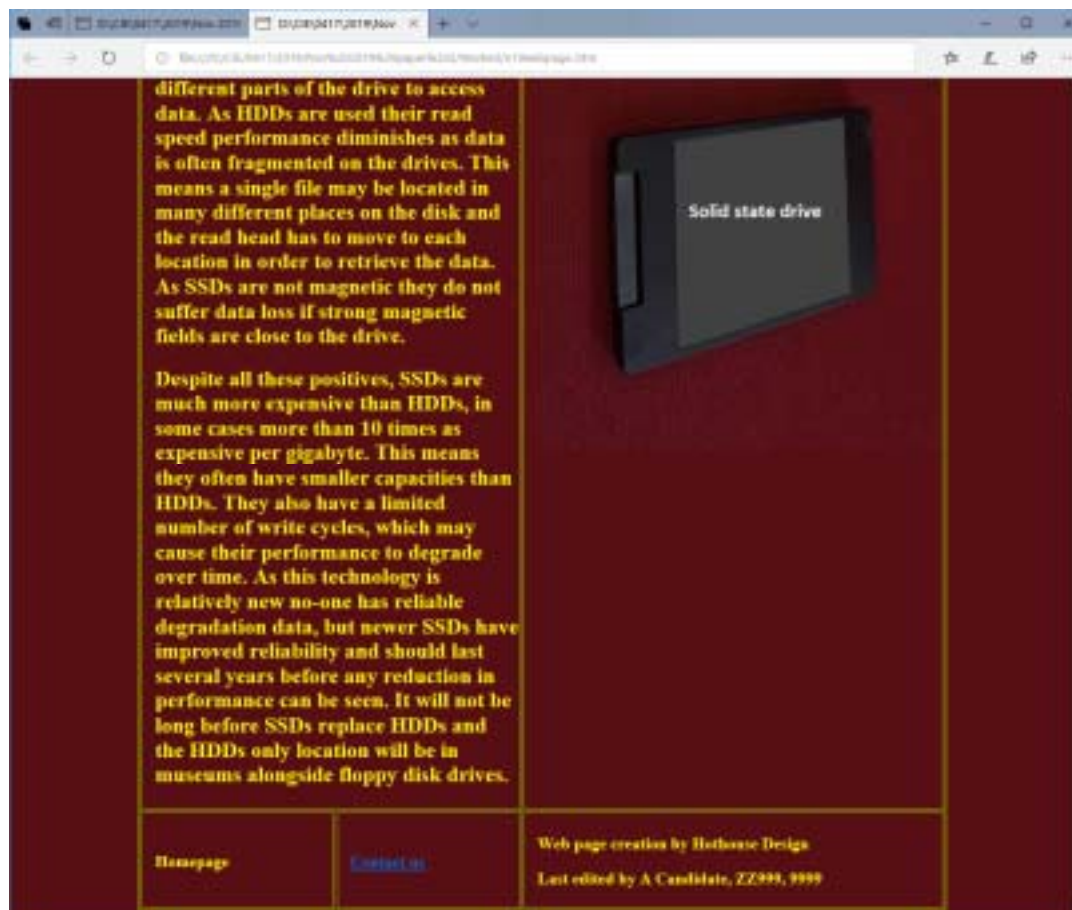 different parts of the drive to access
data. As HDDs are used their read
speed performance diminishes as data
is often fragmented on the drives. This
means a single file may be located in
many different places on the disk and
the read head has to move to each
location in order to retrieve the data.
As SSDs are not magnetic they do not
suffer data loss if strong magnetic
fields are close to the drive.
Despite all these positives, SSDs are
much more expensive than HDDs, in
some cases more than 10 times as
expensive per gigabyte. This means
they often have smaller capacities than
HDDs. They also have a limited
number of write cycles, which may
cause their performance to degrade
over time. As this technology is
relatively new no-one has reliable
degradation data, but newer SSDs have
improved reliability and should last
several years before any reduction in
performance can be seen. It will not be
long before SSDs replace HDDs and
the HDDs only location will be in
museums alongside floppy disk drives.
Solid state drive
Homepage
Contact us
Web page creation by Hothouse Design
Last edited by A Candidate, ZZ999, 9999